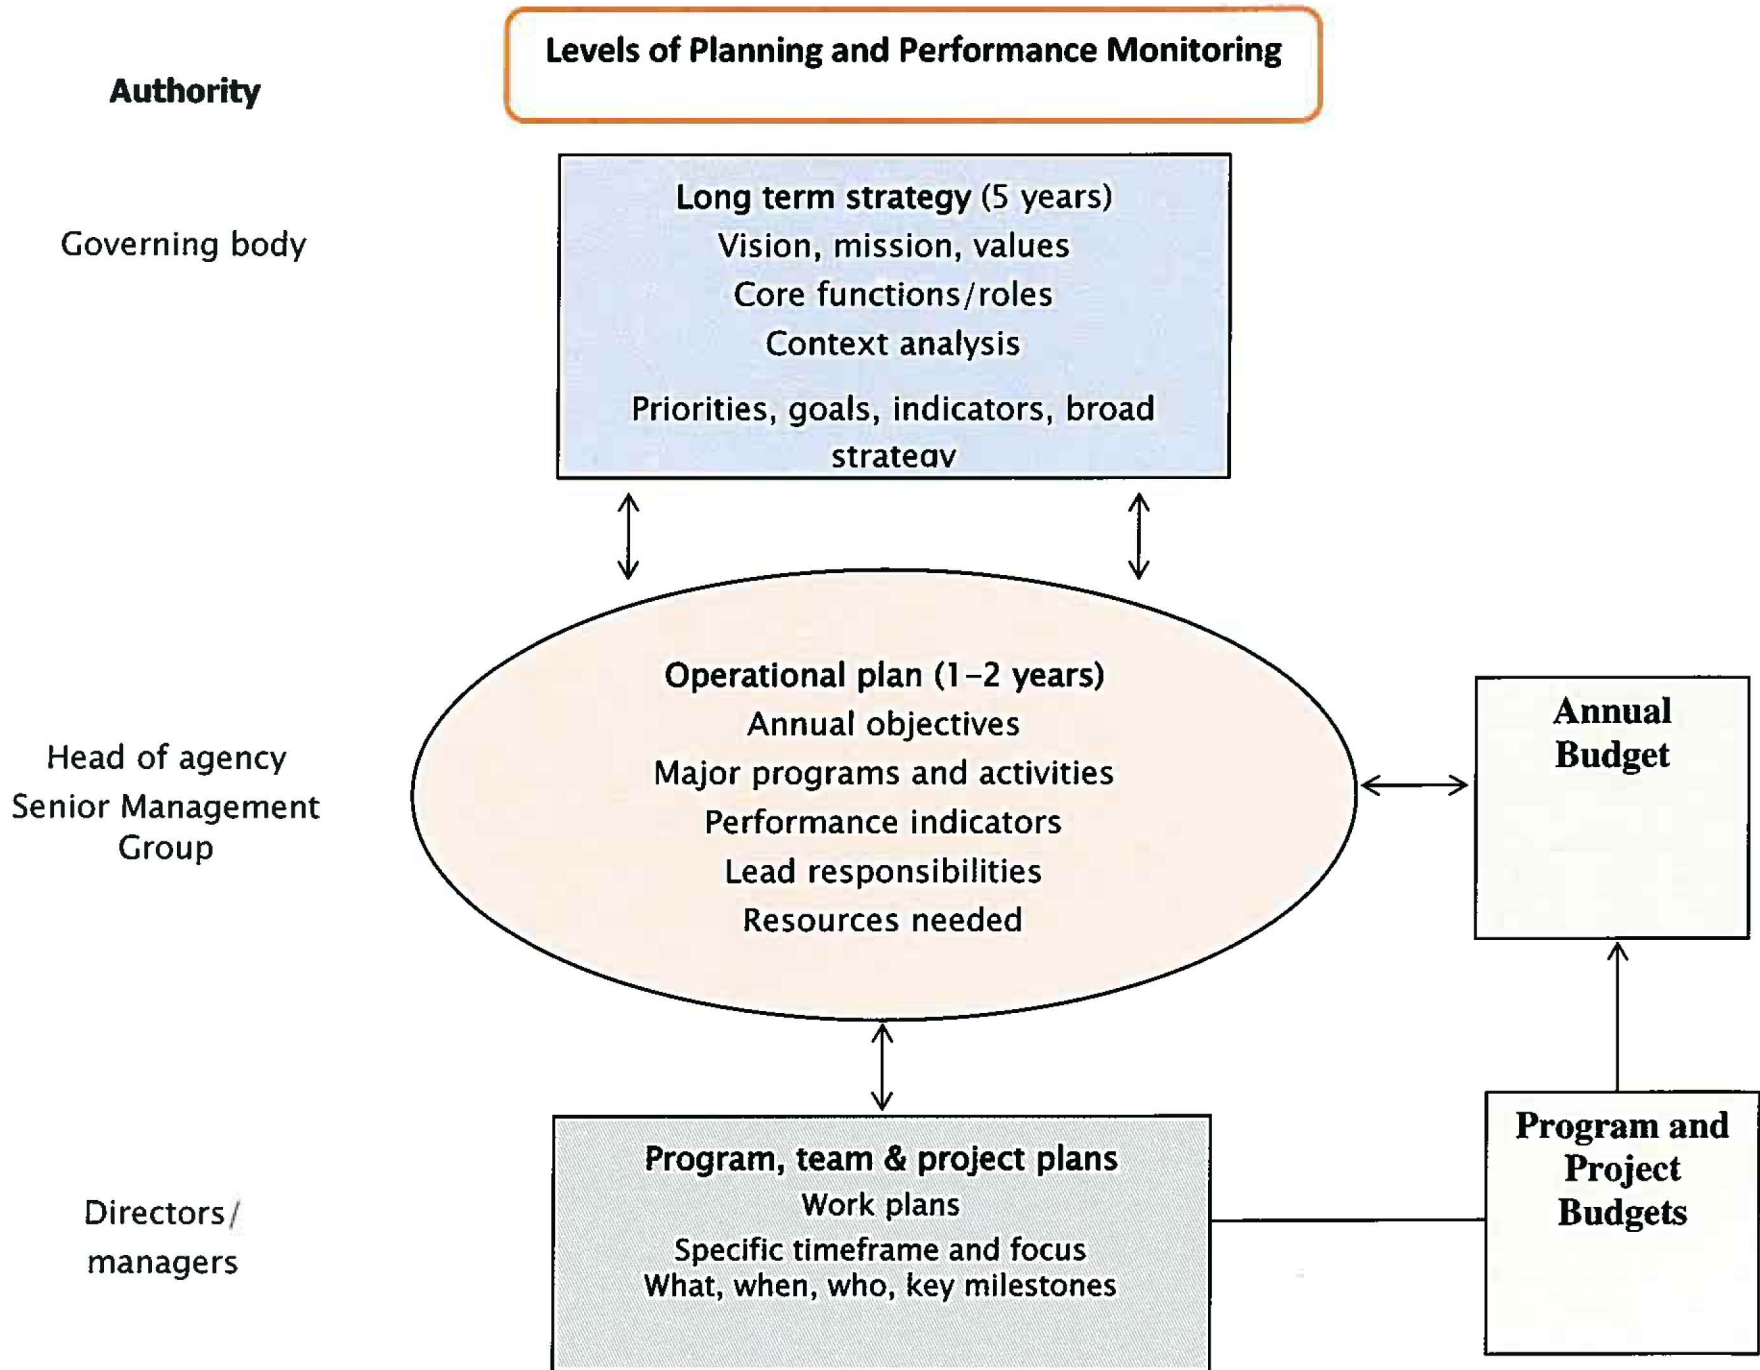 Levels of Planning and Performance Monitoring
Authority
Governing body
Long term strategy (5 years)
Vision, mission, values
Core functions/roles
Context analysis
Priorities, goals, indicators, broad
strategy
Head of agency
Senior Management
Group
Operational plan (1-2 years)
Annual objectives
Major programs and activities
Performance indicators
Lead responsibilities
Resources needed
Annual
Budget
Directors/
managers
Program, team & project plans
Work plans
Specific timeframe and focus
What, when, who, key milestones
Program and
Project
Budgets